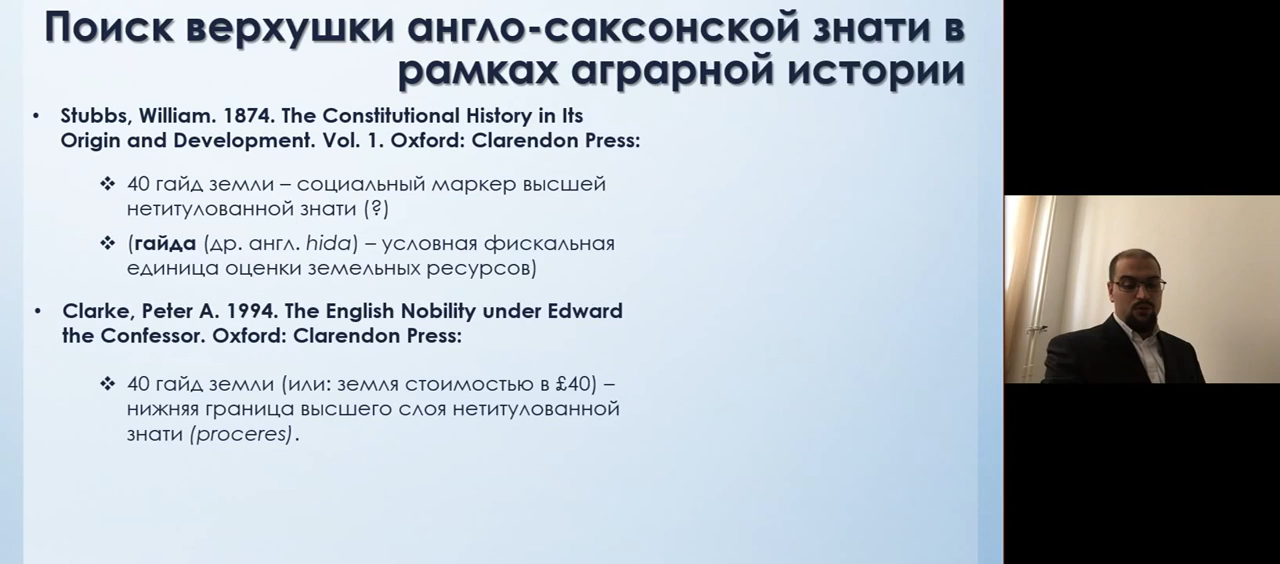 Поиск верхушки англо-саксонской знати в
рамках аграрной истории
• Stubbs, William. 1874. The Constitutional History in Its
Origin and Development. Vol. 1. Oxford: Clarendon Press:
❖ 40 гайд земли – социальный маркер высшей
нетитулованной знати (?)
❖ (гайда (др. англ. hida) – условная фискальная
единица оценки земельных ресурсов)
• Clarke, Peter A. 1994. The English Nobility under Edward
the Confessor. Oxford: Clarendon Press:
❖ 40 гайд земли (или: земля стоимостью в £40) –
нижняя граница высшего слоя нетитулованной
знати (proceres).